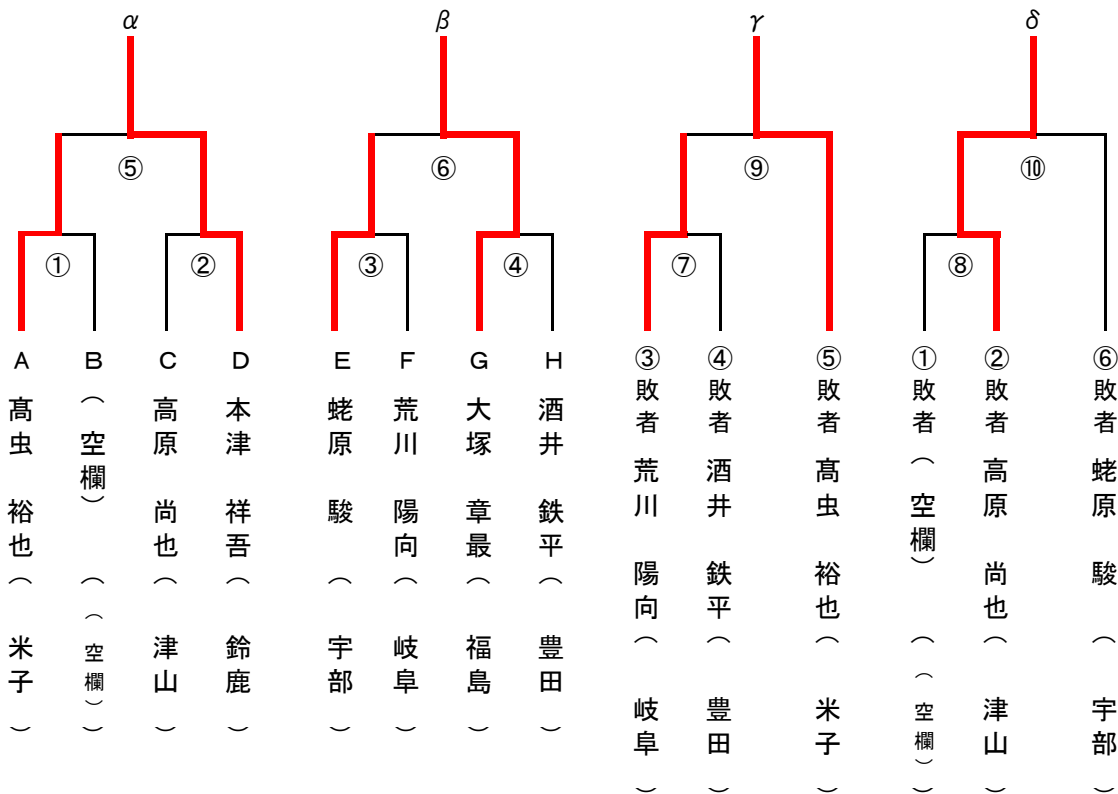 α
β
γ
δ
⑤
⑥
⑨
⑩
①
②
③
④
⑦
⑧
A 髙虫 裕也 (米子)
B (空欄) ((空欄))
C 高原 尚也 (津山)
D 本津 祥吾 (鈴鹿)
E 蛯原 駿 (宇部)
F 荒川 陽向 (岐阜)
G 大塚 章最 (福島)
H 酒井 鉄平 (豊田)
③敗者 荒川 陽向 (岐阜)
④敗者 酒井 鉄平 (豊田)
⑤敗者 髙虫 裕也 (米子)
①敗者 (空欄) ((空欄))
②敗者 高原 尚也 (津山)
⑥敗者 蛯原 駿 (宇部)